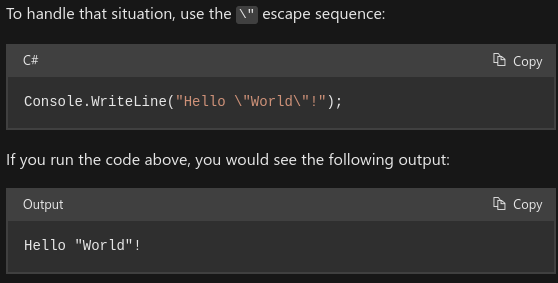 To handle that situation, use the \" escape sequence:
C#
Copy
Console.WriteLine("Hello \"World\"!");
If you run the code above, you would see the following output:
Output
Copy
Hello "World"!